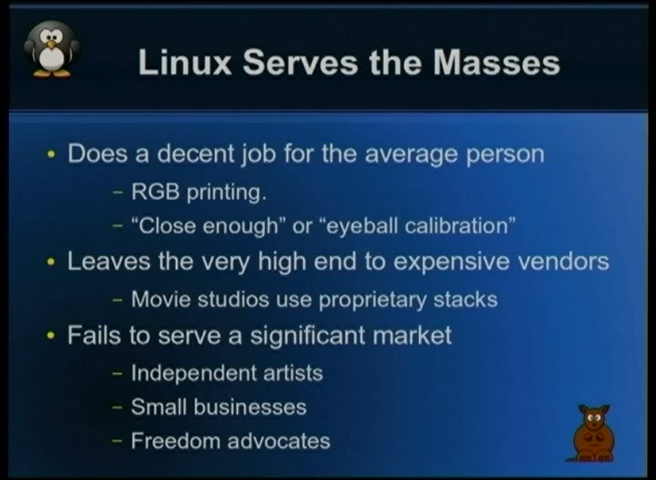 Linux Serves the Masses
• Does a decent job for the average person
– RGB printing.
– “Close enough” or “eyeball calibration”
• Leaves the very high end to expensive vendors
– Movie studios use proprietary stacks
• Fails to serve a significant market
– Independent artists
– Small businesses
– Freedom advocates